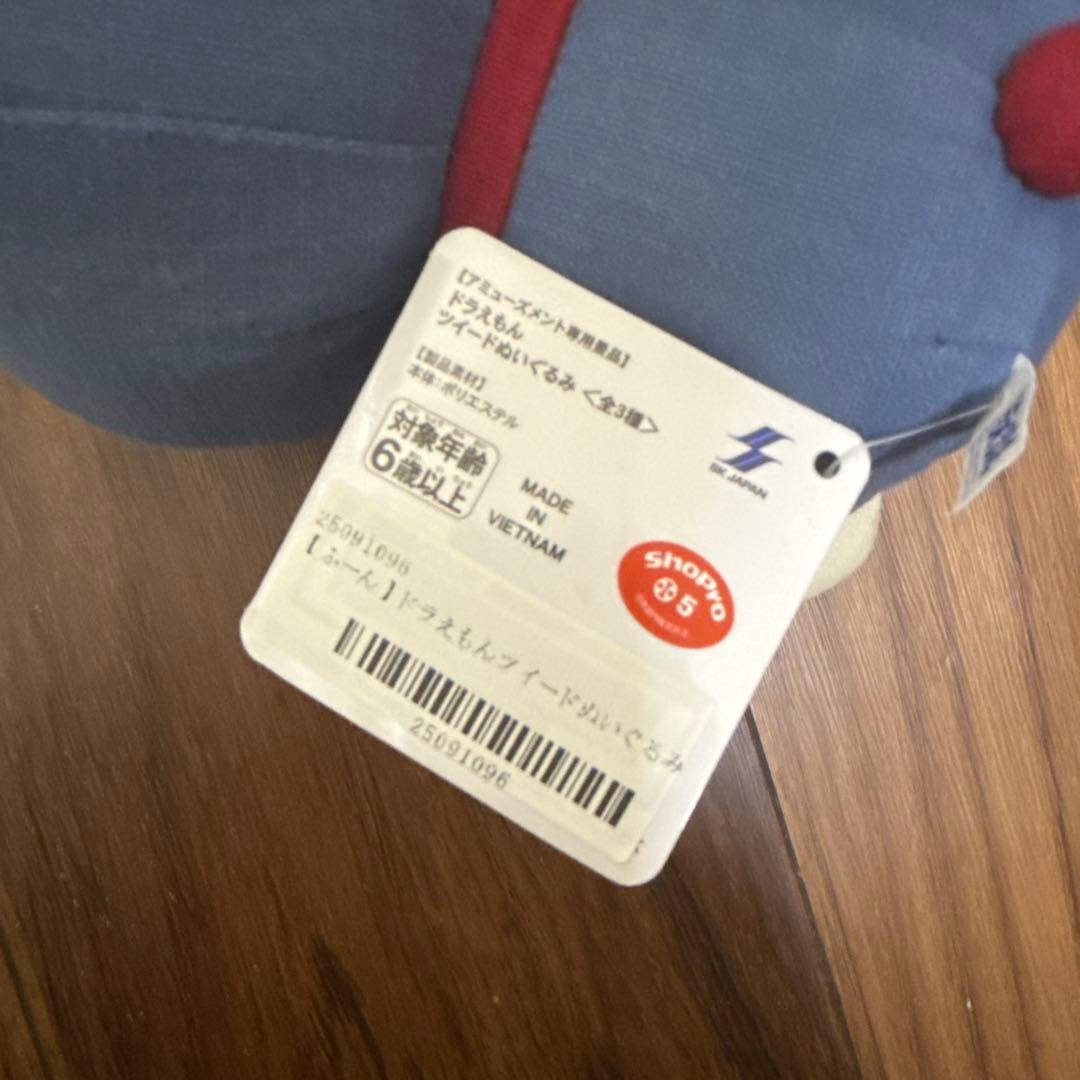 【アミューズメント専用景品】
ドラえもん
ツイードぬいぐるみ <全3種>
【製品素材】
本体:ポリエステル
対象年齢
6歳以上
MADE
IN
VIETNAM
SK JAPAN
ShoPro
5
25091096
【ふーん】ドラえもんツイードぬいぐるみ
25091096